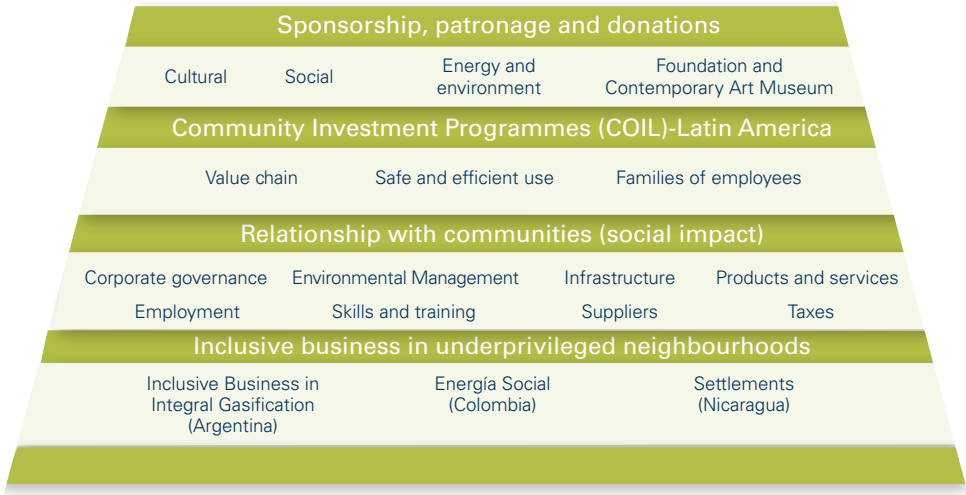 Sponsorship, patronage and donations
Cultural
Social
Energy and
environment
Foundation and
Contemporary Art Museum
Community Investment Programmes (COIL)-Latin America
Value chain
Safe and efficient use
Families of employees
Relationship with communities (social impact)
Corporate governance
Environmental Management
Infrastructure
Products and services
Employment
Skills and training
Suppliers
Taxes
Inclusive business in underprivileged neighbourhoods
Inclusive Business in
Integral Gasification
(Argentina)
Energía Social
(Colombia)
Settlements
(Nicaragua)